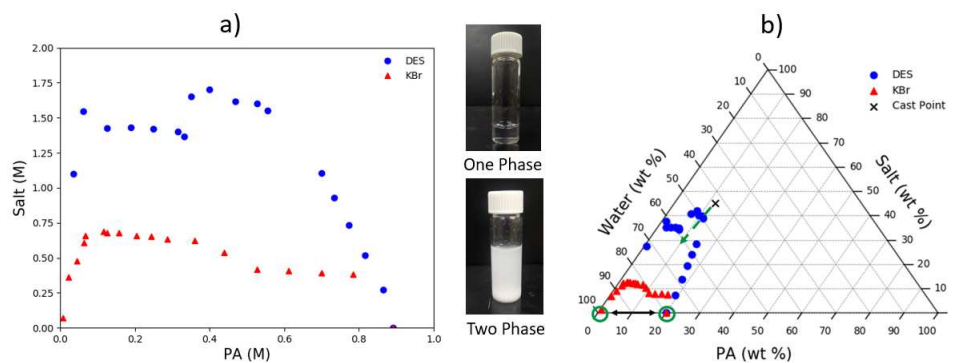 a)
2.00
1.75
1.50
1.25
1.00
0.75
0.50
0.25
0.00
Salt (M)
0.0 0.2 0.4 0.6 0.8 1.0
PA (M)
DES
KBr
One Phase
Two Phase
b)
DES
KBr
Cast Point
0
10
20
30
40
50
60
70
80
90
100
Water (wt %)
100
90
80
70
60
50
40
30
20
10
0
Salt (wt %)
0 10 20 30 40 50 60 70 80 90 100
PA (wt %)